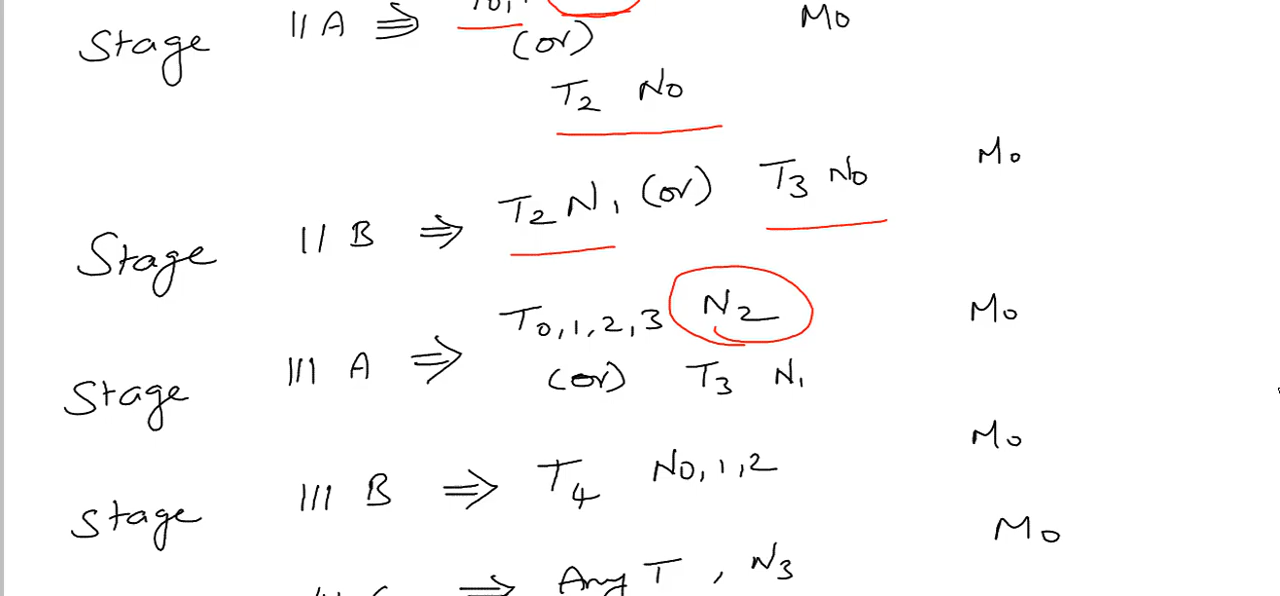 Stage II A ⇒ T0, M0
(or)
T2 N0
Stage II B ⇒ T2 N1 (or) T3 N0 M0
Stage III A ⇒ T0,1,2,3 N2 M0
(or) T3 N1
Stage III B ⇒ T4 N0,1,2 M0
⇒ Any T , N3 M0